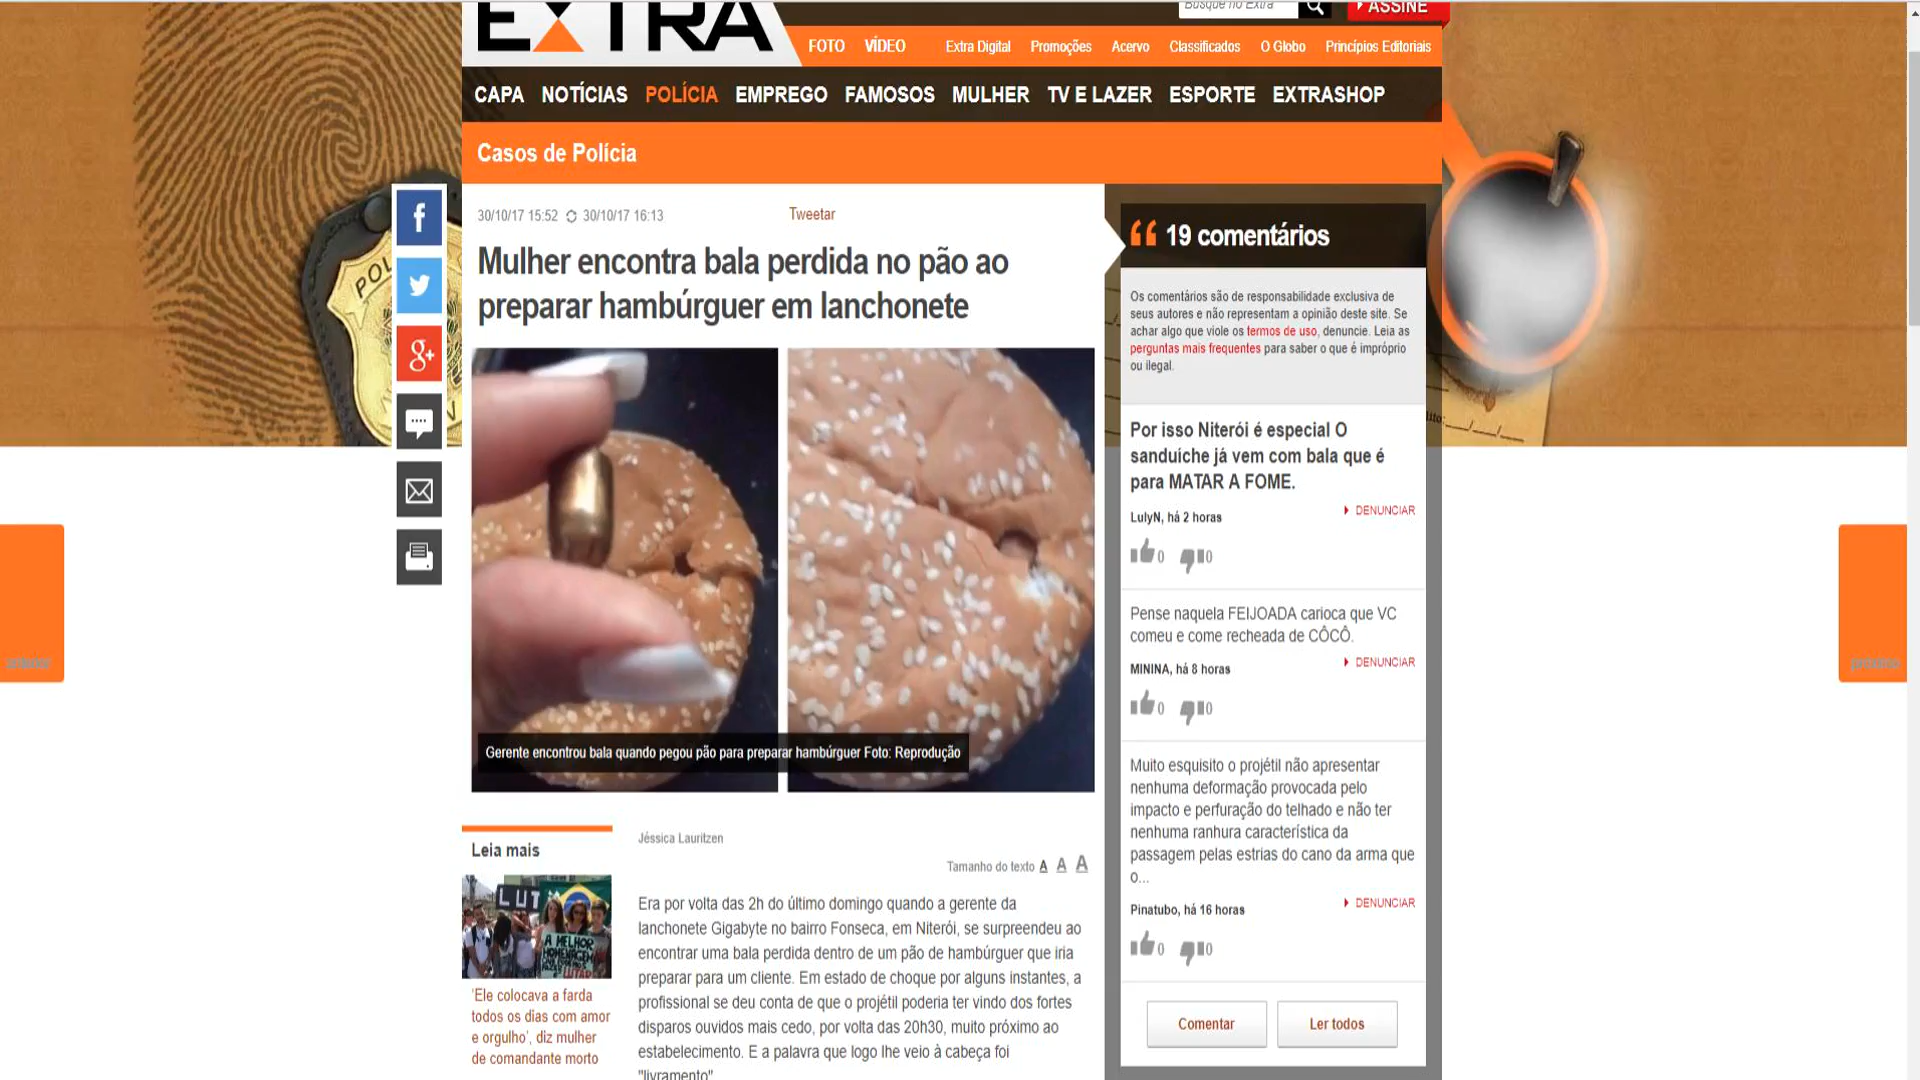 EXTRA
Busque no Extra
ASSINE
FOTO VÍDEO Extra Digital Promoções Acervo Classificados O Globo Princípios Editoriais
CAPA NOTÍCIAS POLÍCIA EMPREGO FAMOSOS MULHER TV E LAZER ESPORTE EXTRASHOP
Casos de Polícia
30/10/17 15:52 30/10/17 16:13
Tweetar
Mulher encontra bala perdida no pão ao
preparar hambúrguer em lanchonete
Gerente encontrou bala quando pegou pão para preparar hambúrguer Foto: Reprodução
Leia mais
LUT
A MELHOR
HOMENAGEM
LUTAR
'Ele colocava a farda
todos os dias com amor
e orgulho', diz mulher
de comandante morto
Jéssica Lauritzen
Tamanho do texto A A A
Era por volta das 2h do último domingo quando a gerente da
lanchonete Gigabyte no bairro Fonseca, em Niterói, se surpreendeu ao
encontrar uma bala perdida dentro de um pão de hambúrguer que iria
preparar para um cliente. Em estado de choque por alguns instantes, a
profissional se deu conta de que o projétil poderia ter vindo dos fortes
disparos ouvidos mais cedo, por volta das 20h30, muito próximo ao
estabelecimento. E a palavra que logo lhe veio à cabeça foi
"livramento"
19 comentários
Os comentários são de responsabilidade exclusiva de
seus autores e não representam a opinião deste site. Se
achar algo que viole os termos de uso, denuncie. Leia as
perguntas mais frequentes para saber o que é impróprio
ou ilegal.
Por isso Niterói é especial O
sanduíche já vem com bala que é
para MATAR A FOME.
DENUNCIAR
LulyN, há 2 horas
0 0
Pense naquela FEIJOADA carioca que VC
comeu e come recheada de CÔCÔ.
DENUNCIAR
MININA, há 8 horas
0 0
Muito esquisito o projétil não apresentar
nenhuma deformação provocada pelo
impacto e perfuração do telhado e não ter
nenhuma ranhura característica da
passagem pelas estrias do cano da arma que
o...
DENUNCIAR
Pinatubo, há 16 horas
0 0
Comentar Ler todos
anterior
próximo